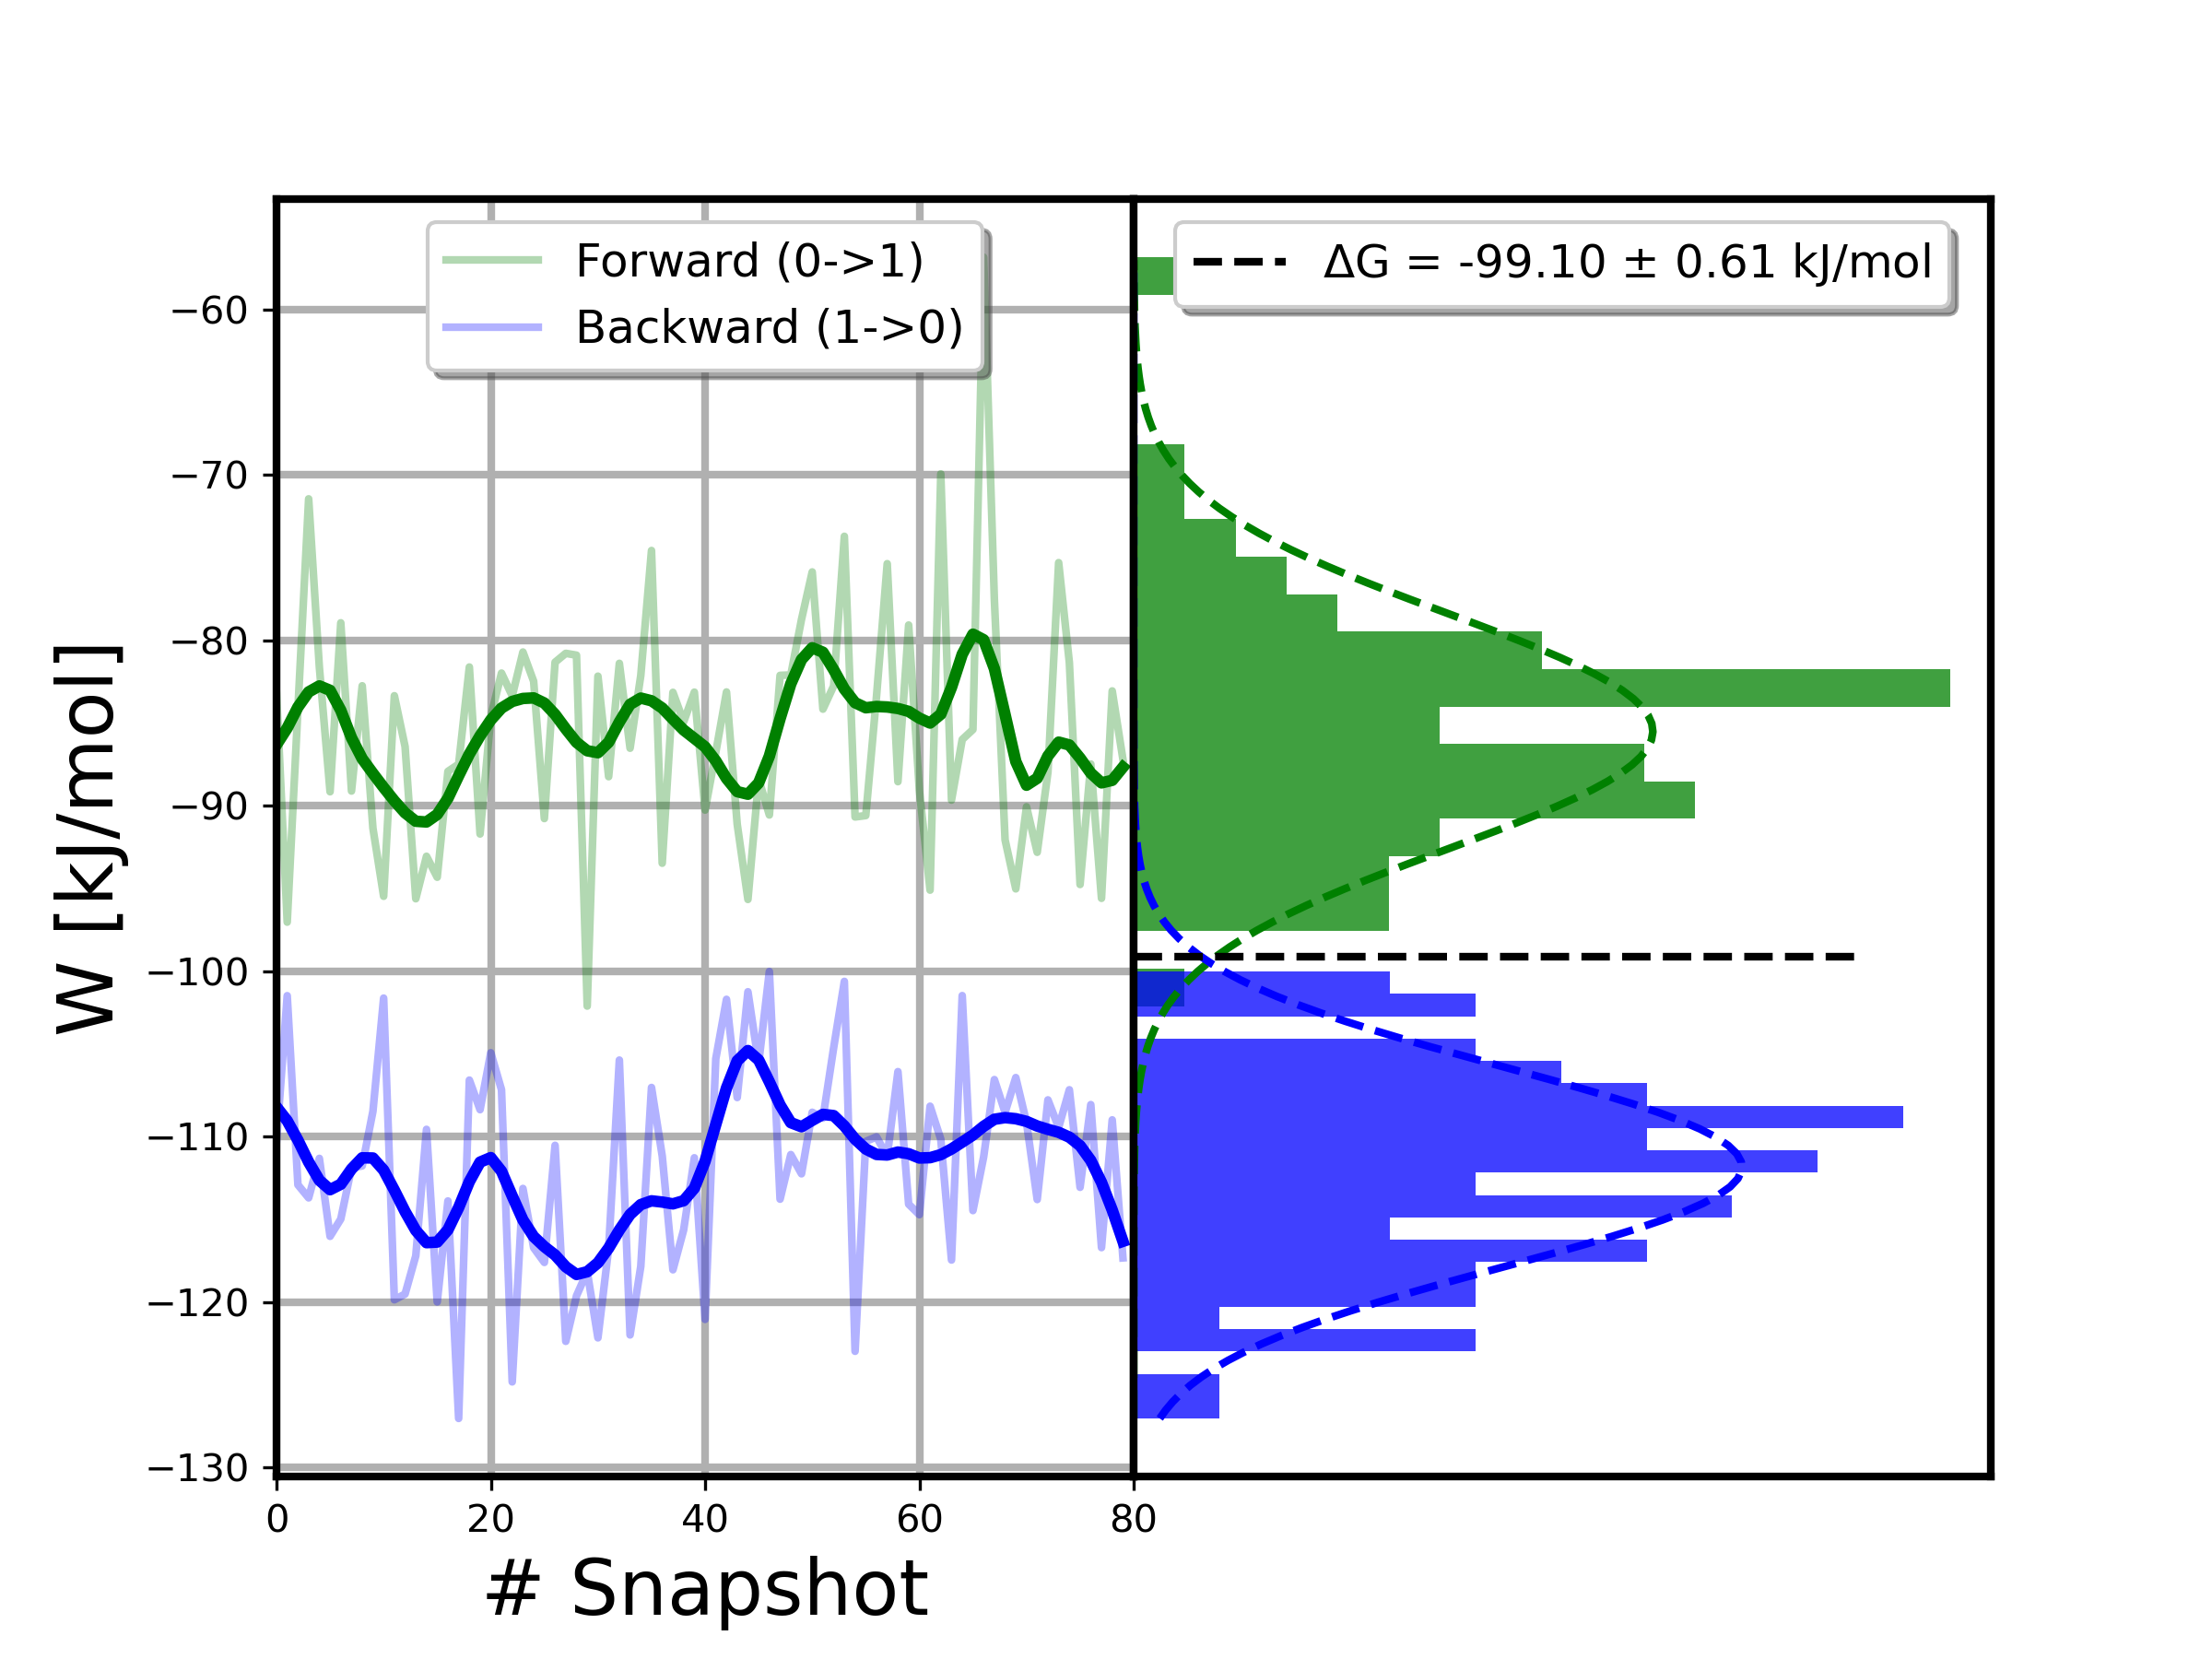 Forward (0->1)
Backward (1->0)
ΔG = -99.10 ± 0.61 kJ/mol
W [kJ/mol]
−60
−70
−80
−90
−100
−110
−120
−130
0 20 40 60 80
# Snapshot